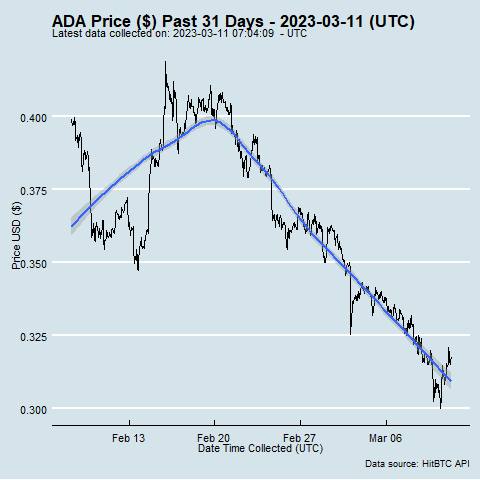 ADA Price ($) Past 31 Days - 2023-03-11 (UTC)
Latest data collected on: 2023-03-11 07:04:09  - UTC
Price USD ($)
0.400
0.375
0.350
0.325
0.300
Feb 13
Feb 20
Feb 27
Mar 06
Date Time Collected (UTC)
Data source: HitBTC API